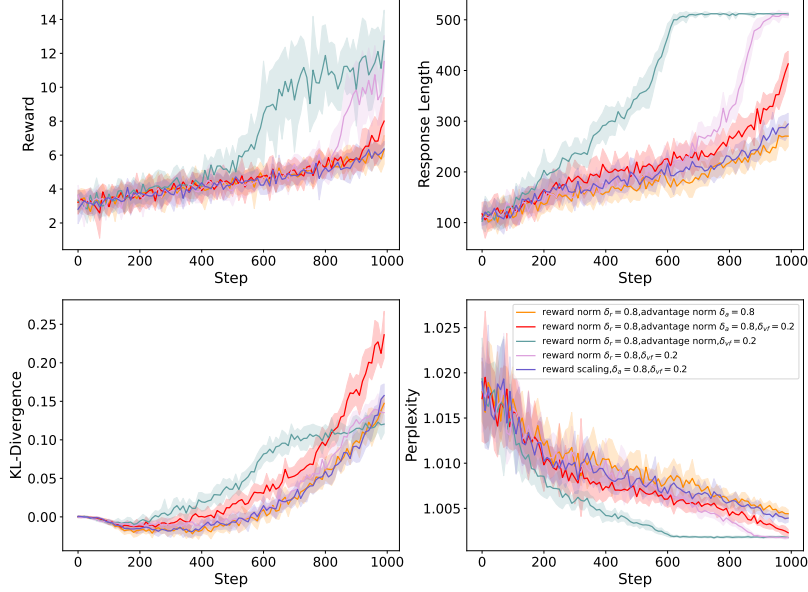 14
12
10
8
6
4
2
Reward
0 200 400 600 800 1000
Step
500
400
300
200
100
Response Length
0 200 400 600 800 1000
Step
0.25
0.20
0.15
0.10
0.05
0.00
KL-Divergence
0 200 400 600 800 1000
Step
1.025
1.020
1.015
1.010
1.005
Perplexity
reward norm δr = 0.8,advantage norm δa = 0.8
reward norm δr = 0.8,advantage norm δa = 0.8,δvf = 0.2
reward norm δr = 0.8,advantage norm,δvf = 0.2
reward norm δr = 0.8,δvf = 0.2
reward scaling,δa = 0.8,δvf = 0.2
0 200 400 600 800 1000
Step